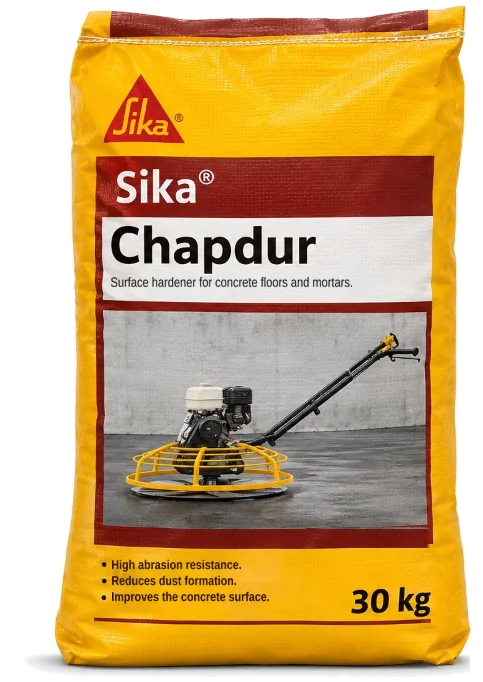 Sika®
Sika®
Chapdur
Surface hardener for concrete floors and mortars.
• High abrasion resistance.
• Reduces dust formation.
• Improves the concrete surface.
30 kg